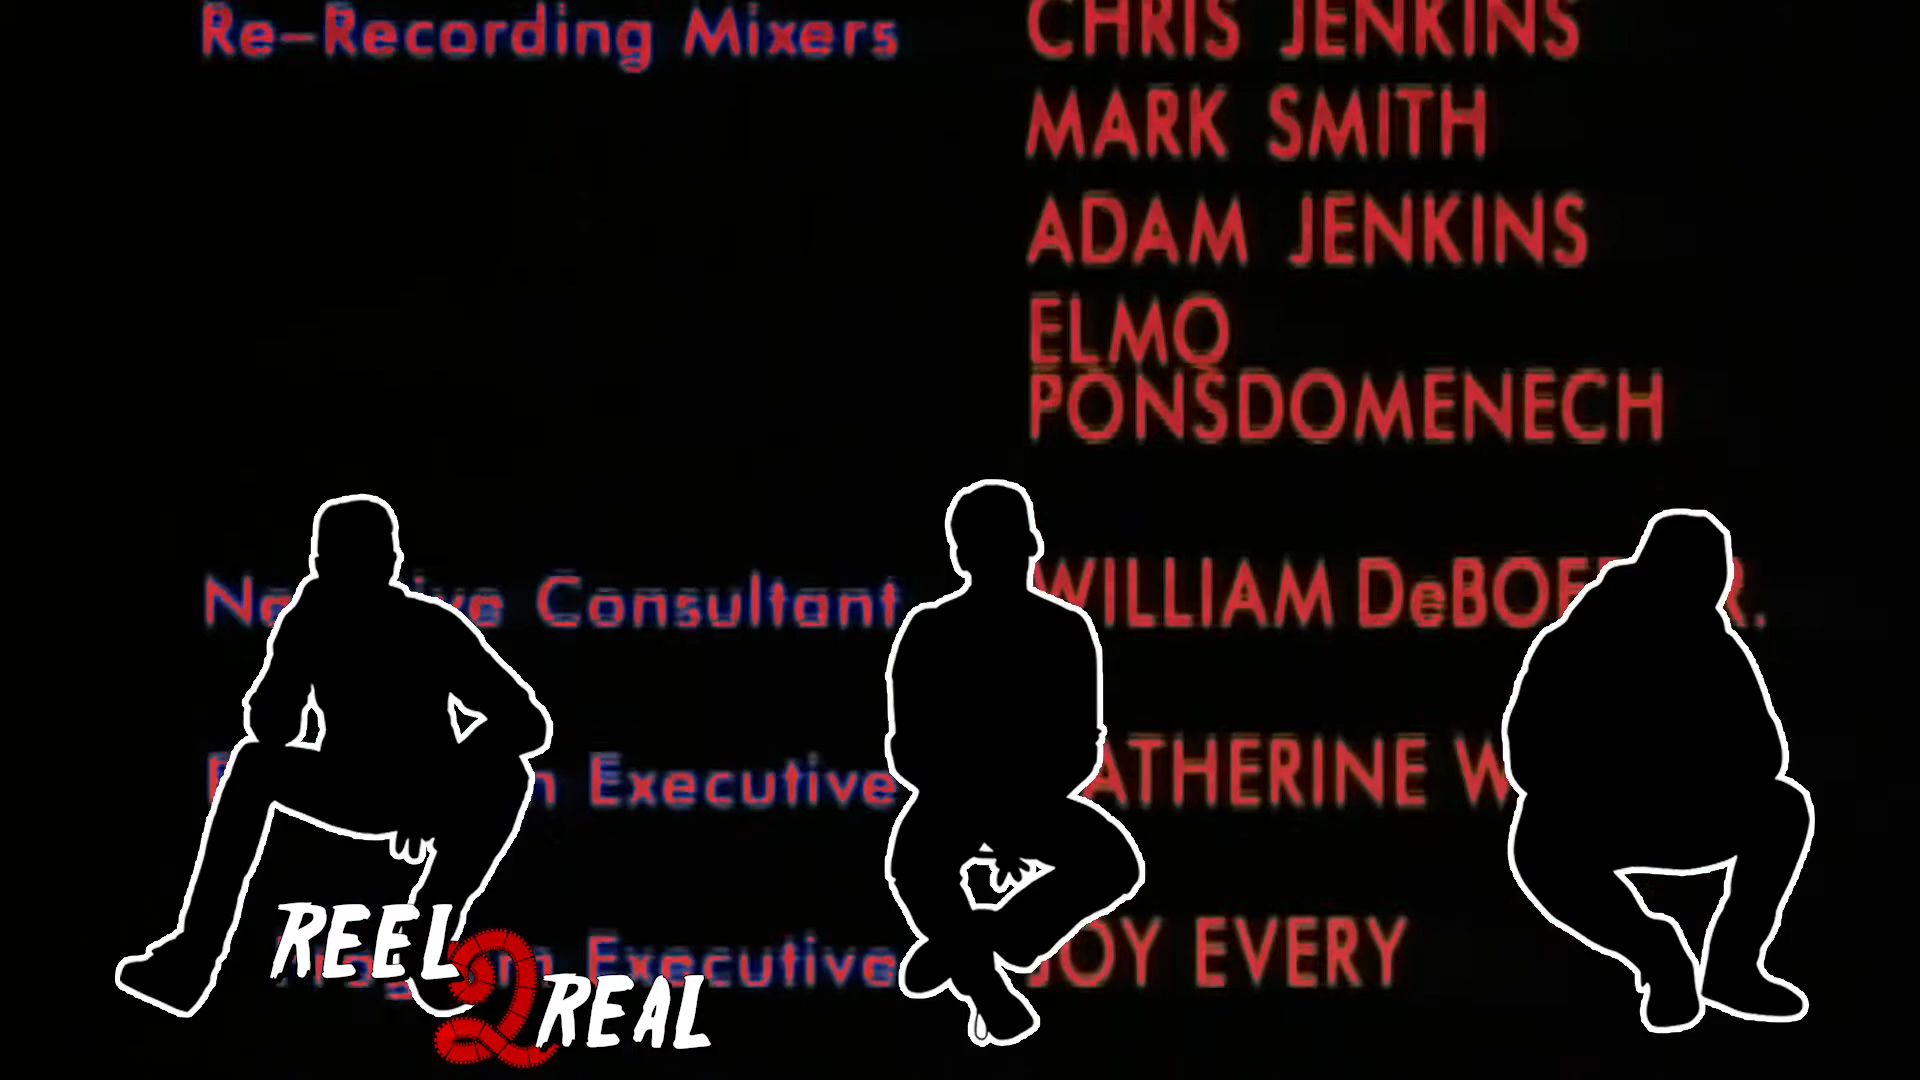 Re-Recording Mixers CHRIS JENKINS
MARK SMITH
ADAM JENKINS
ELMO
PONSDOMENECH
Consultant WILLIAM DeBOE R.
Executive ATHERINE W
Executive JOY EVERY
REEL 2 REAL